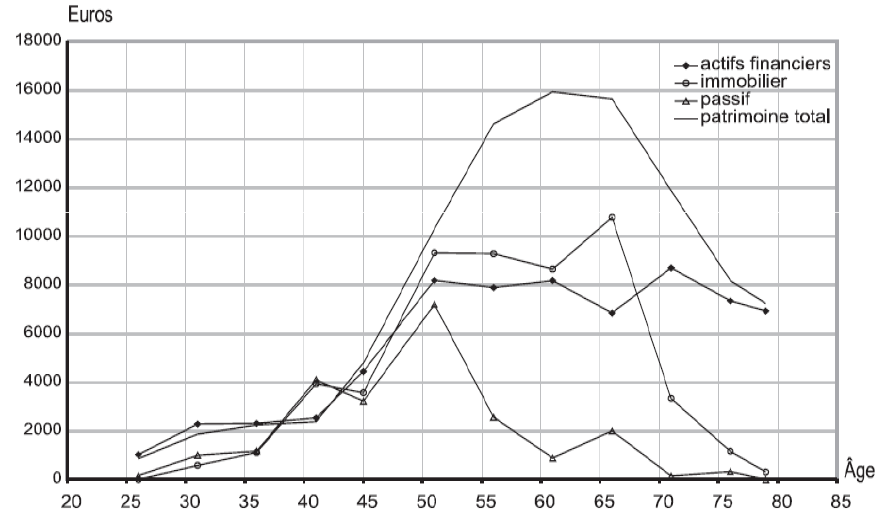 Euros
18000
16000
14000
12000
10000
8000
6000
4000
2000
0
actifs financiers
immobilier
passif
patrimoine total
20 25 30 35 40 45 50 55 60 65 70 75 80 85
Âge